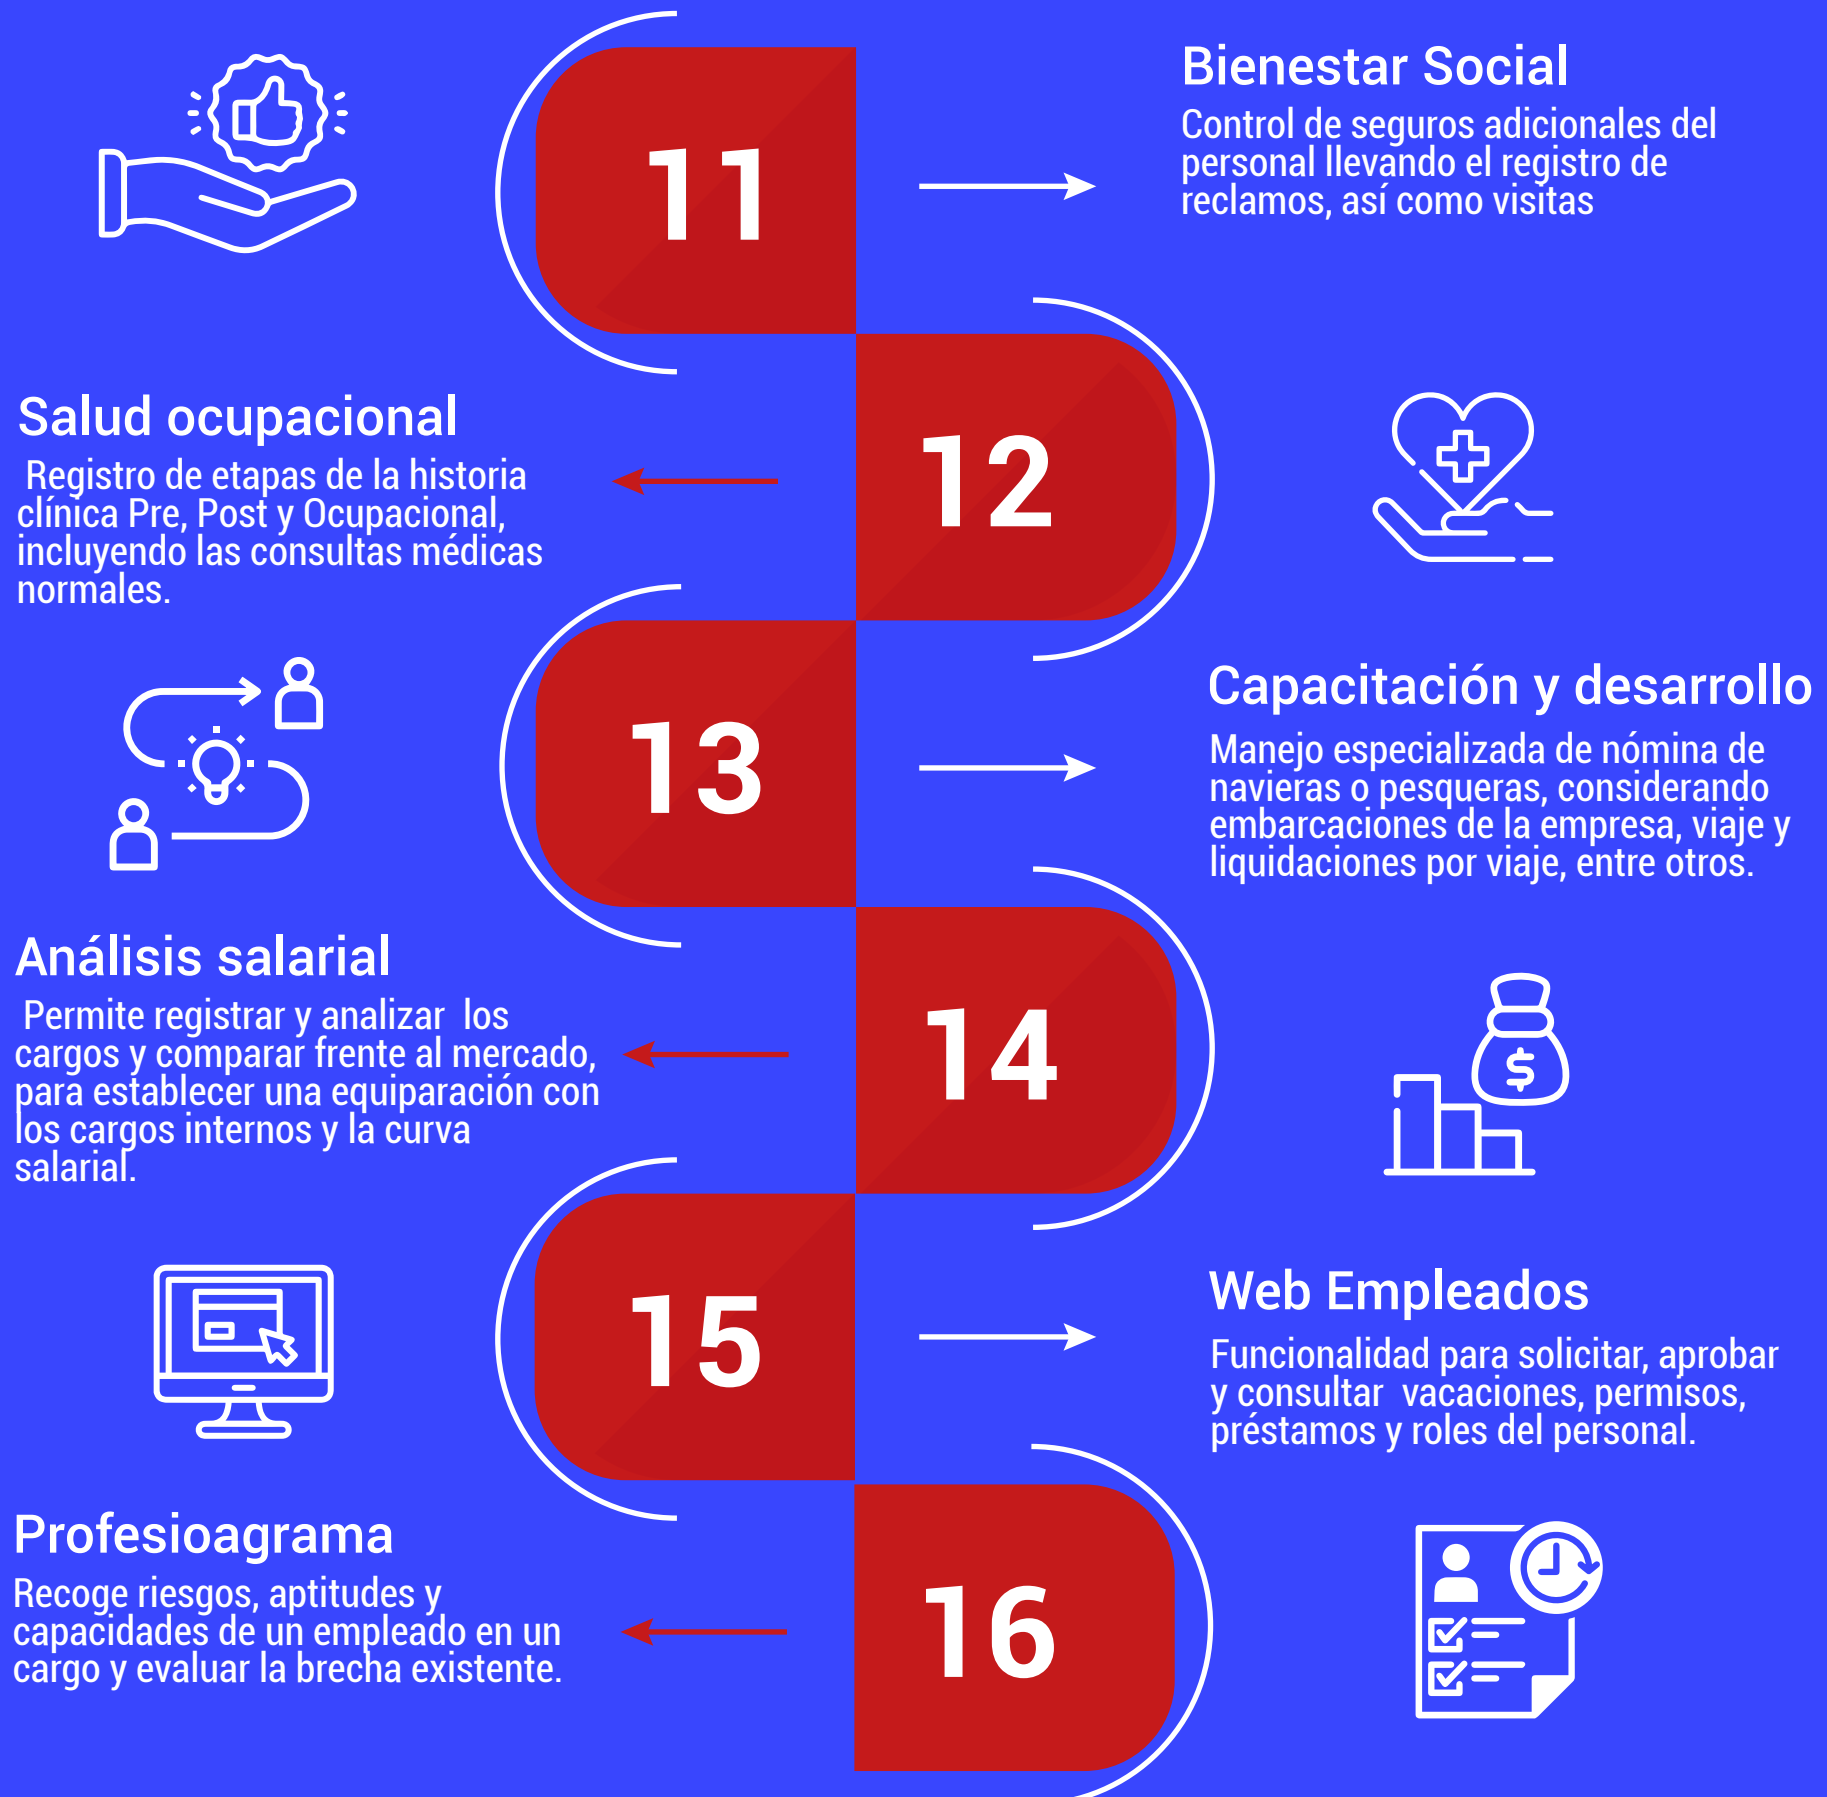 11
Bienestar Social
Control de seguros adicionales del
personal llevando el registro de
reclamos, así como visitas
Salud ocupacional
Registro de etapas de la historia
clínica Pre, Post y Ocupacional,
incluyendo las consultas médicas
normales.
12
13
Capacitación y desarrollo
Manejo especializada de nómina de
navieras o pesqueras, considerando
embarcaciones de la empresa, viaje y
liquidaciones por viaje, entre otros.
Análisis salarial
Permite registrar y analizar los
cargos y comparar frente al mercado,
para establecer una equiparación con
los cargos internos y la curva
salarial.
14
$
15
Web Empleados
Funcionalidad para solicitar, aprobar
y consultar vacaciones, permisos,
préstamos y roles del personal.
Profesioagrama
Recoge riesgos, aptitudes y
capacidades de un empleado en un
cargo y evaluar la brecha existente.
16